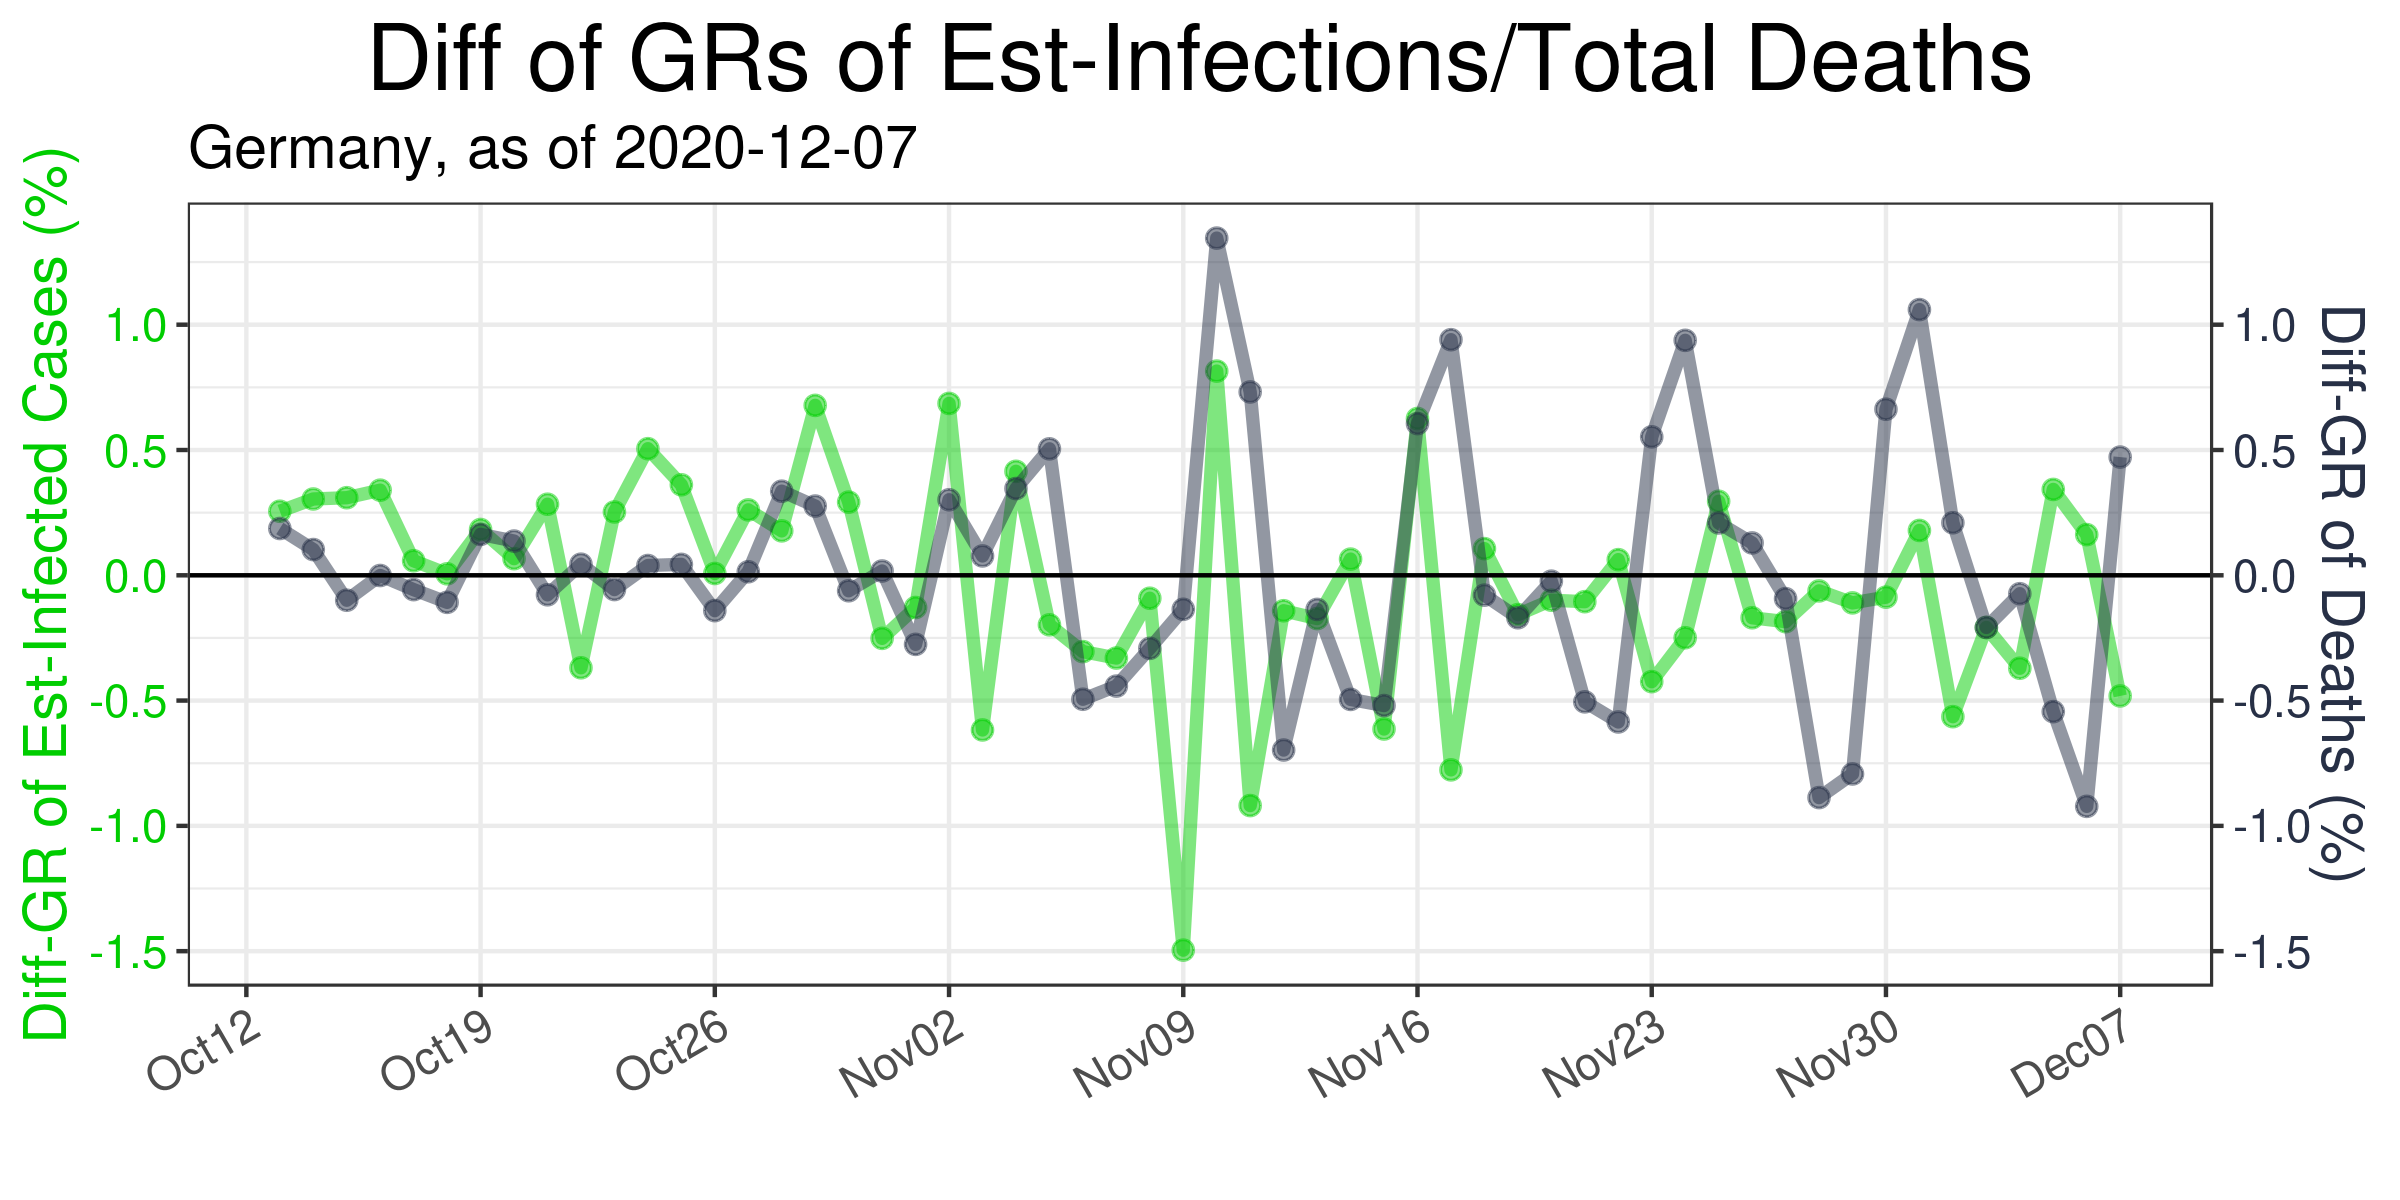 Diff of GRs of Est-Infections/Total Deaths
Germany, as of 2020-12-07
Diff-GR of Est-Infected Cases (%)
1.0
0.5
0.0
-0.5
-1.0
-1.5
1.0
0.5
0.0
-0.5
-1.0
-1.5
Diff-GR of Deaths (%)
Oct12 Oct19 Oct26 Nov02 Nov09 Nov16 Nov23 Nov30 Dec07